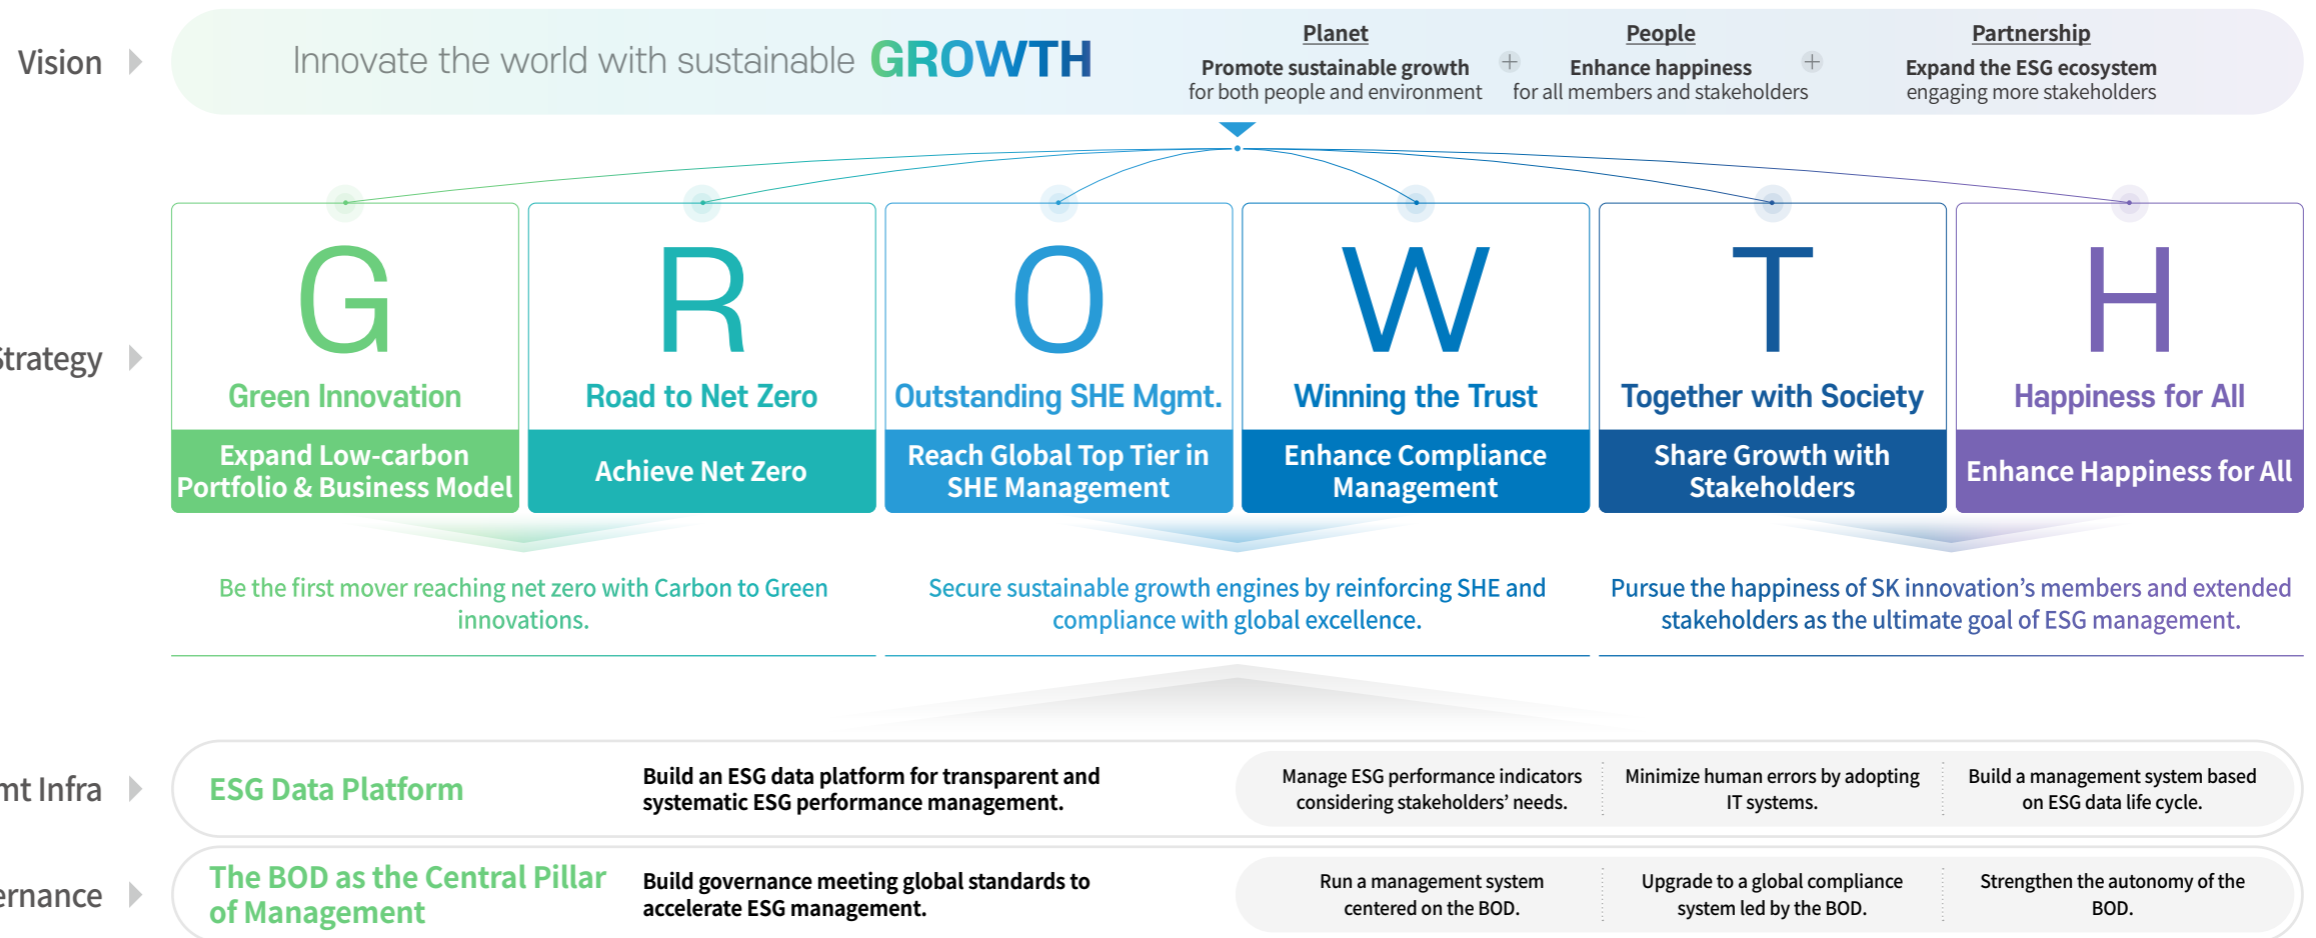 Vision
Innovate the world with sustainable GROWTH
Planet
Promote sustainable growth
for both people and environment
+
People
Enhance happiness
for all members and stakeholders
+
Partnership
Expand the ESG ecosystem
engaging more stakeholders
Strategy
G
Green Innovation
Expand Low-carbon
Portfolio & Business Model
R
Road to Net Zero
Achieve Net Zero
O
Outstanding SHE Mgmt.
Reach Global Top Tier in
SHE Management
W
Winning the Trust
Enhance Compliance
Management
T
Together with Society
Share Growth with
Stakeholders
H
Happiness for All
Enhance Happiness for All
Be the first mover reaching net zero with Carbon to Green
innovations.
Secure sustainable growth engines by reinforcing SHE and
compliance with global excellence.
Pursue the happiness of SK innovation’s members and extended
stakeholders as the ultimate goal of ESG management.
mt Infra
ESG Data Platform
Build an ESG data platform for transparent and
systematic ESG performance management.
Manage ESG performance indicators
considering stakeholders’ needs.
Minimize human errors by adopting
IT systems.
Build a management system based
on ESG data life cycle.
ernance
The BOD as the Central Pillar
of Management
Build governance meeting global standards to
accelerate ESG management.
Run a management system
centered on the BOD.
Upgrade to a global compliance
system led by the BOD.
Strengthen the autonomy of the
BOD.